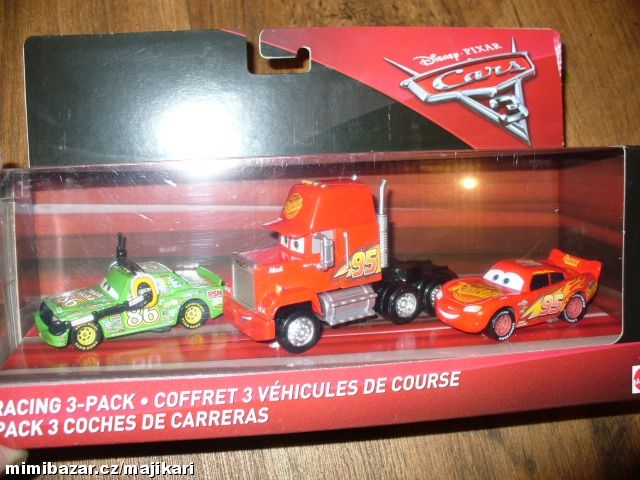 Disney·PIXAR
Cars
3
95
86
95
RACING 3-PACK • COFFRET 3 VÉHICULES DE COURSE
PACK 3 COCHES DE CARRERAS
mimibazar.cz/majikari